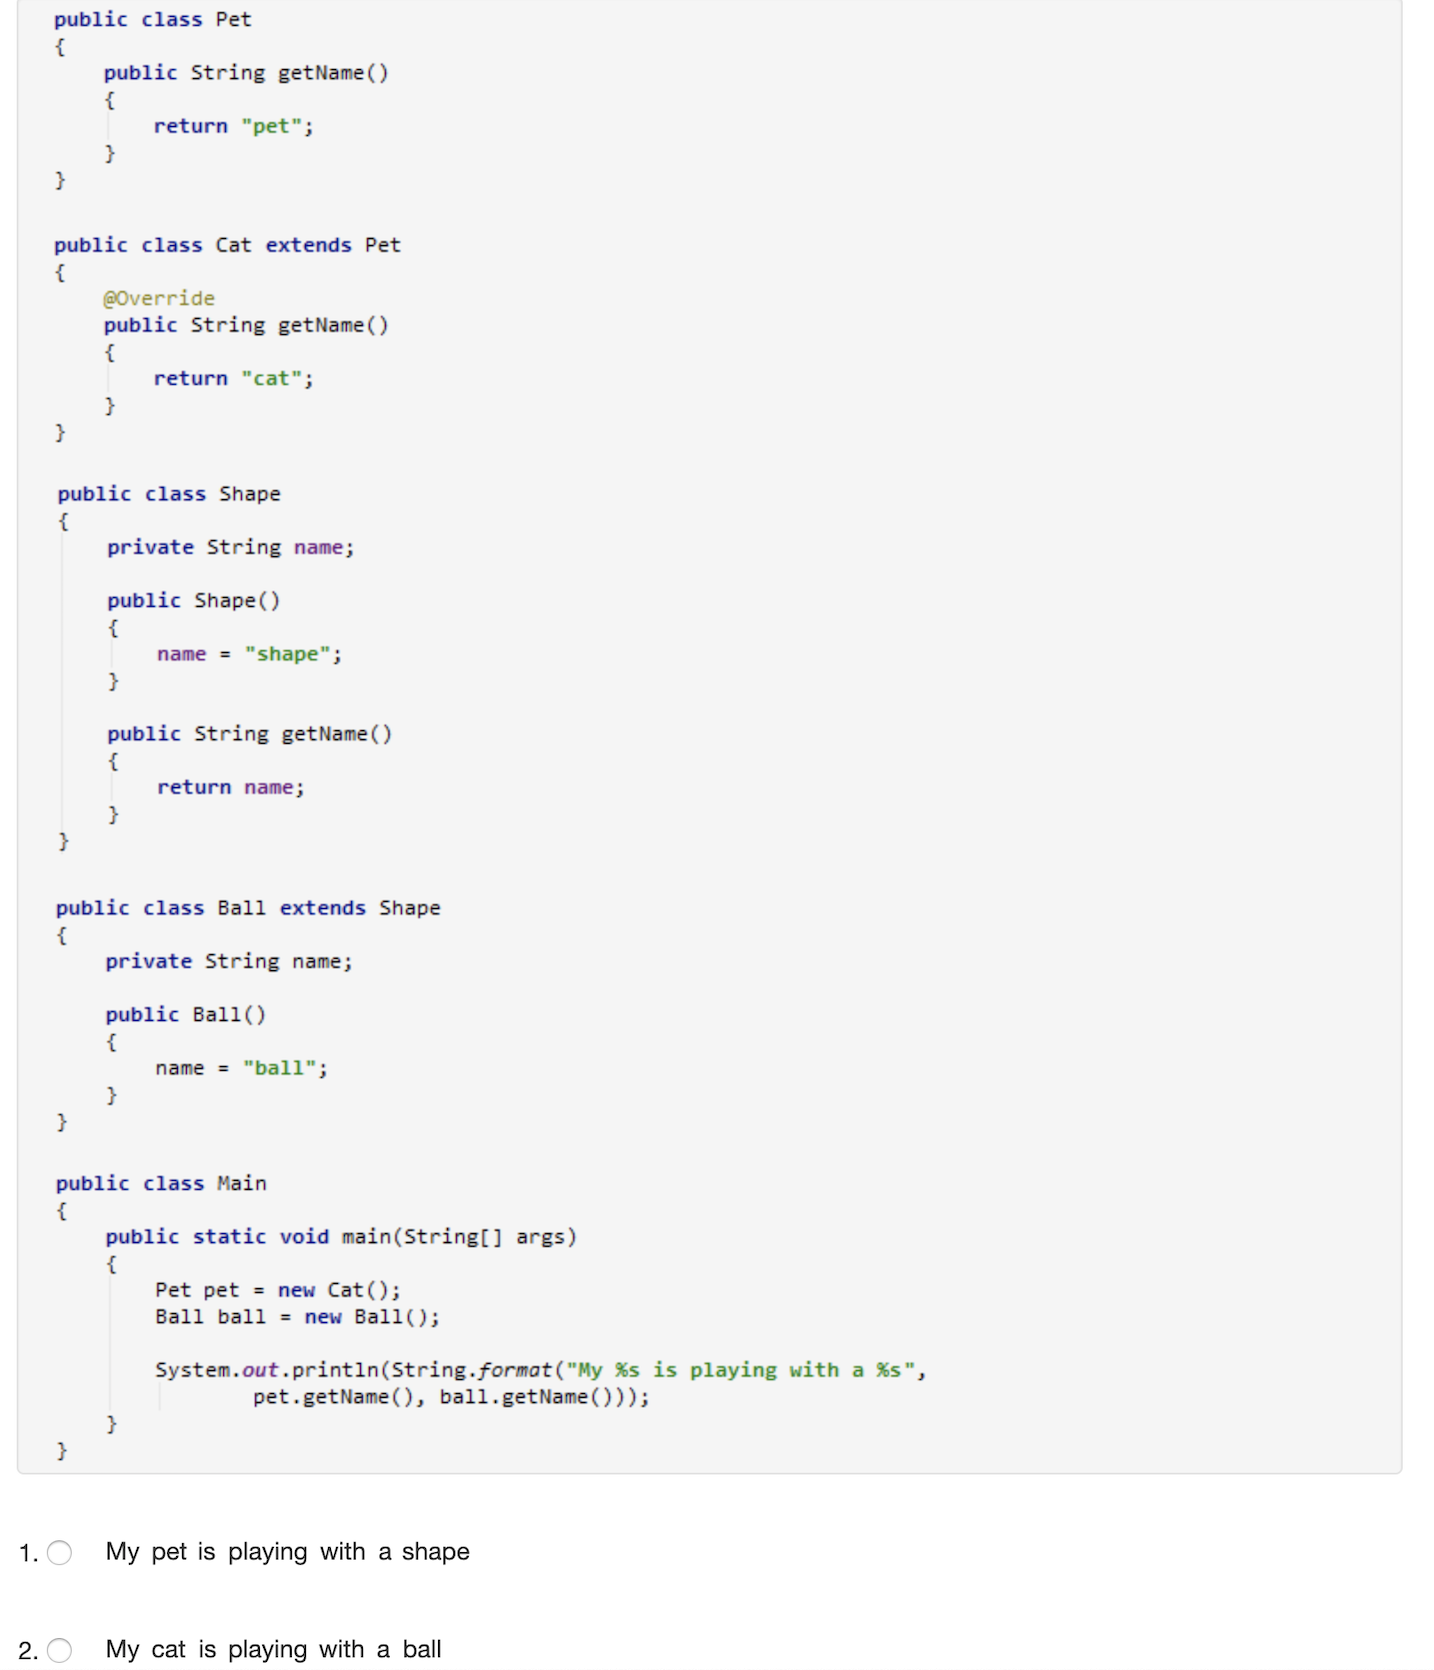 public class Pet
{
public String getName()
{
return "pet";
}
}
public class Cat extends Pet
{
@Override
public String getName()
{
return "cat";
}
}
public class Shape
{
private String name;
public Shape()
{
name = "shape";
}
public String getName()
{
return name;
}
}
public class Ball extends Shape
{
private String name;
public Ball()
{
name = "ball";
}
}
public class Main
{
public static void main(String[] args)
{
Pet pet = new Cat();
Ball ball = new Ball();
System.out.println(String.format("My %s is playing with a %s",
pet.getName(), ball.getName()));
}
}
1. My pet is playing with a shape
2. My cat is playing with a ball